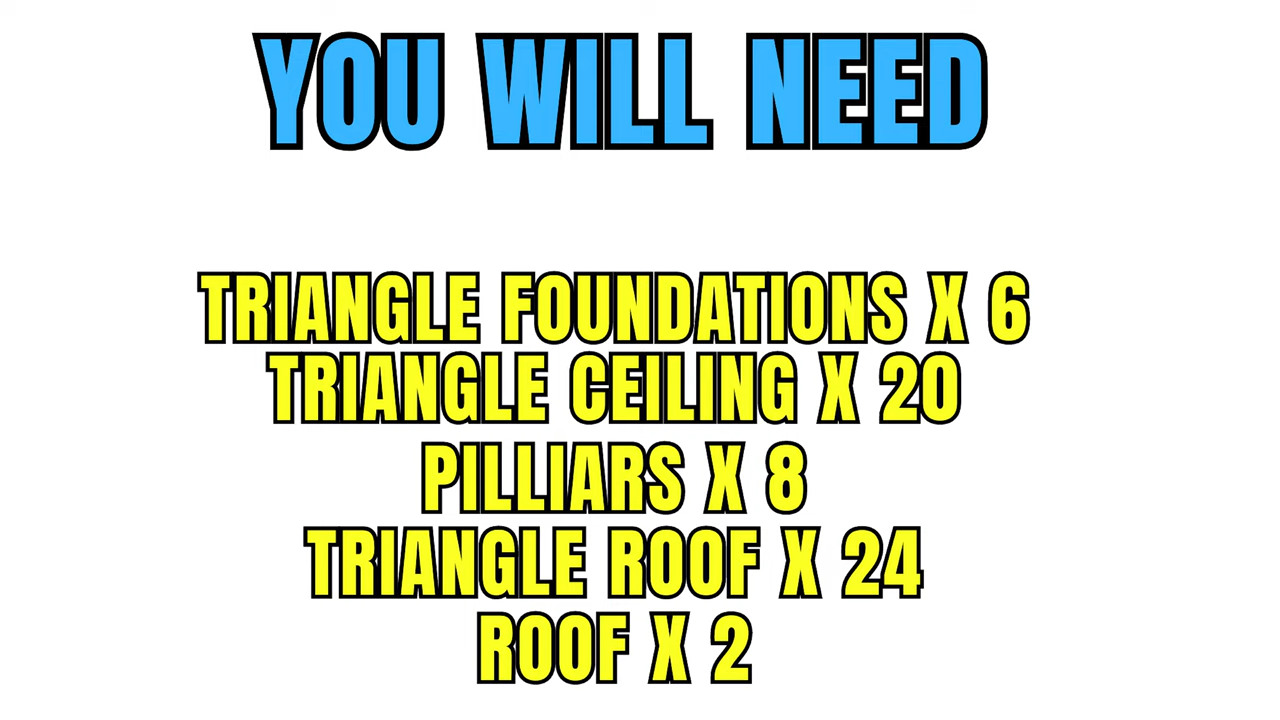 YOU WILL NEED
TRIANGLE FOUNDATIONS X 6
TRIANGLE CEILING X 20
PILLIARS X 8
TRIANGLE ROOF X 24
ROOF X 2